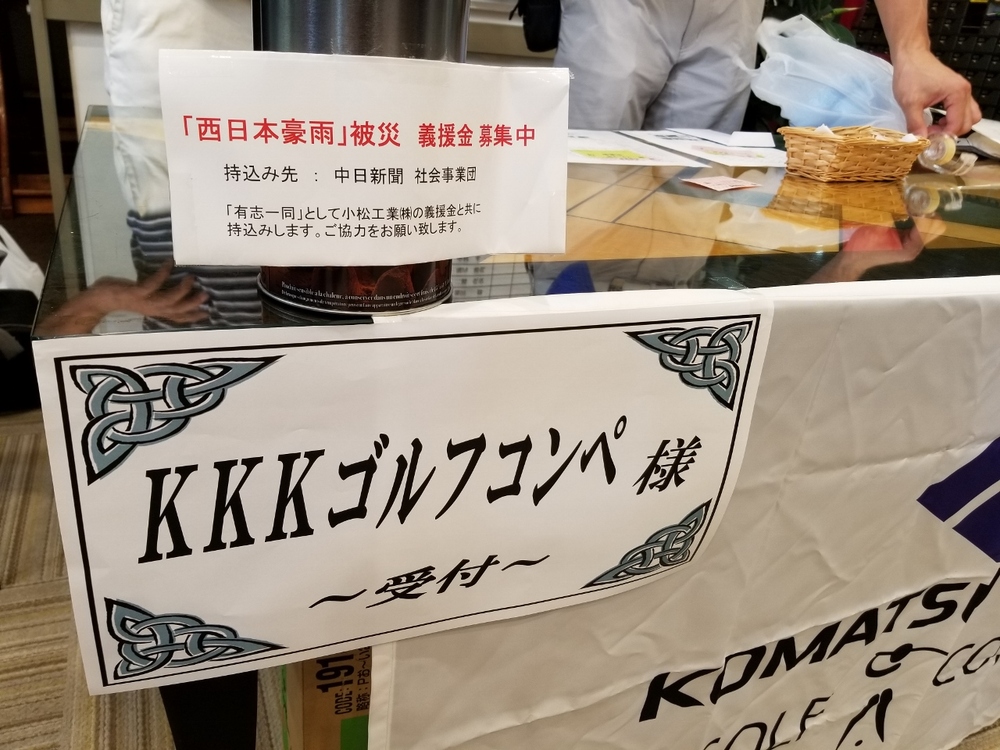 「西日本豪雨」被災 義援金 募集中
持込み先 : 中日新聞 社会事業団
「有志一同」として小松工業㈱の義援金と共に
持込みします。ご協力をお願い致します。
KKKゴルフコンペ 様
～受付～
KOMATS
CODE: 191